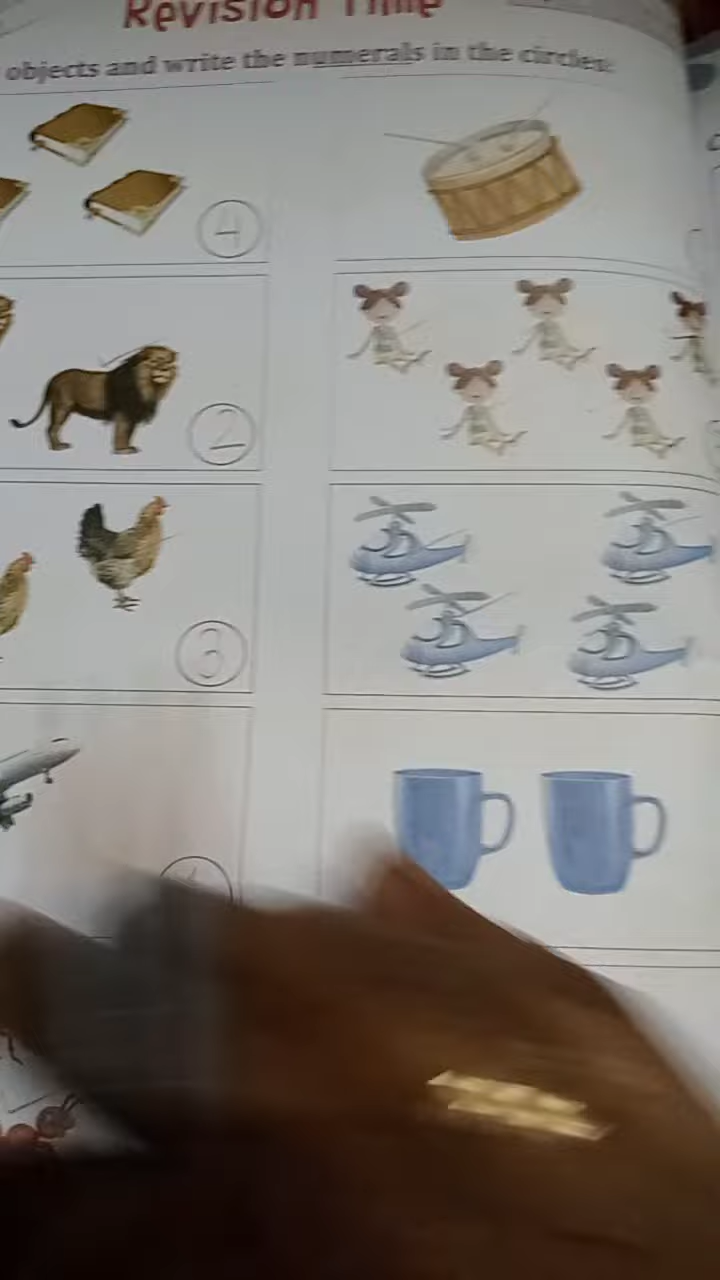 Revision Time
objects and write the numerals in the circles.
4
2
3